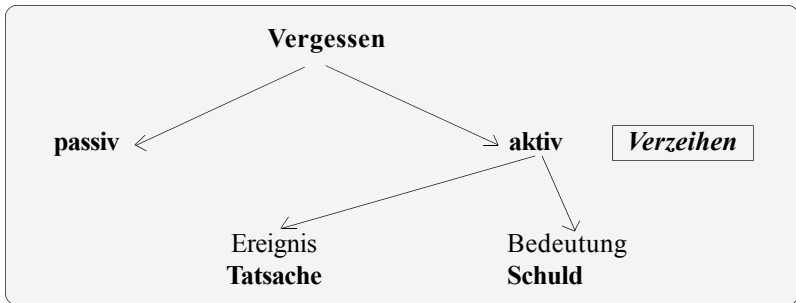 Vergessen
passiv aktiv Verzeihen
Ereignis Bedeutung
Tatsache Schuld